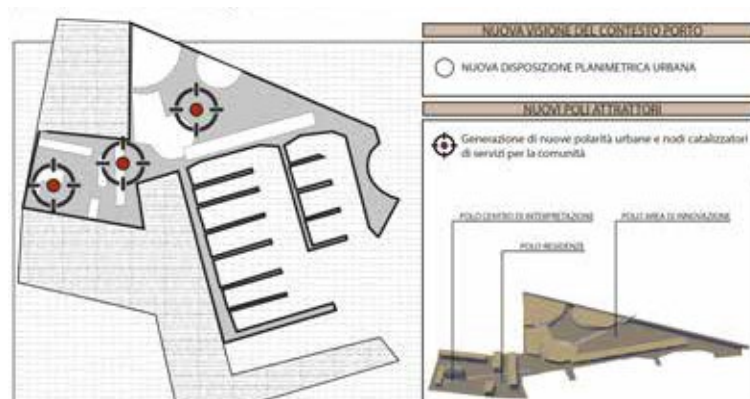 NUOVA VISIONE DEL CONTESTO PORTO
NUOVA DISPOSIZIONE PLANIMETRICA URBANA
NUOVI POLI ATTRATTORI
Generazione di nuove polarità urbane e nodi catalizzatori
di servizi per la comunità
POLO CENTRO DI INTERPRETAZIONE
POLO AREA DI INNOVAZIONE
POLO RESIDENZE